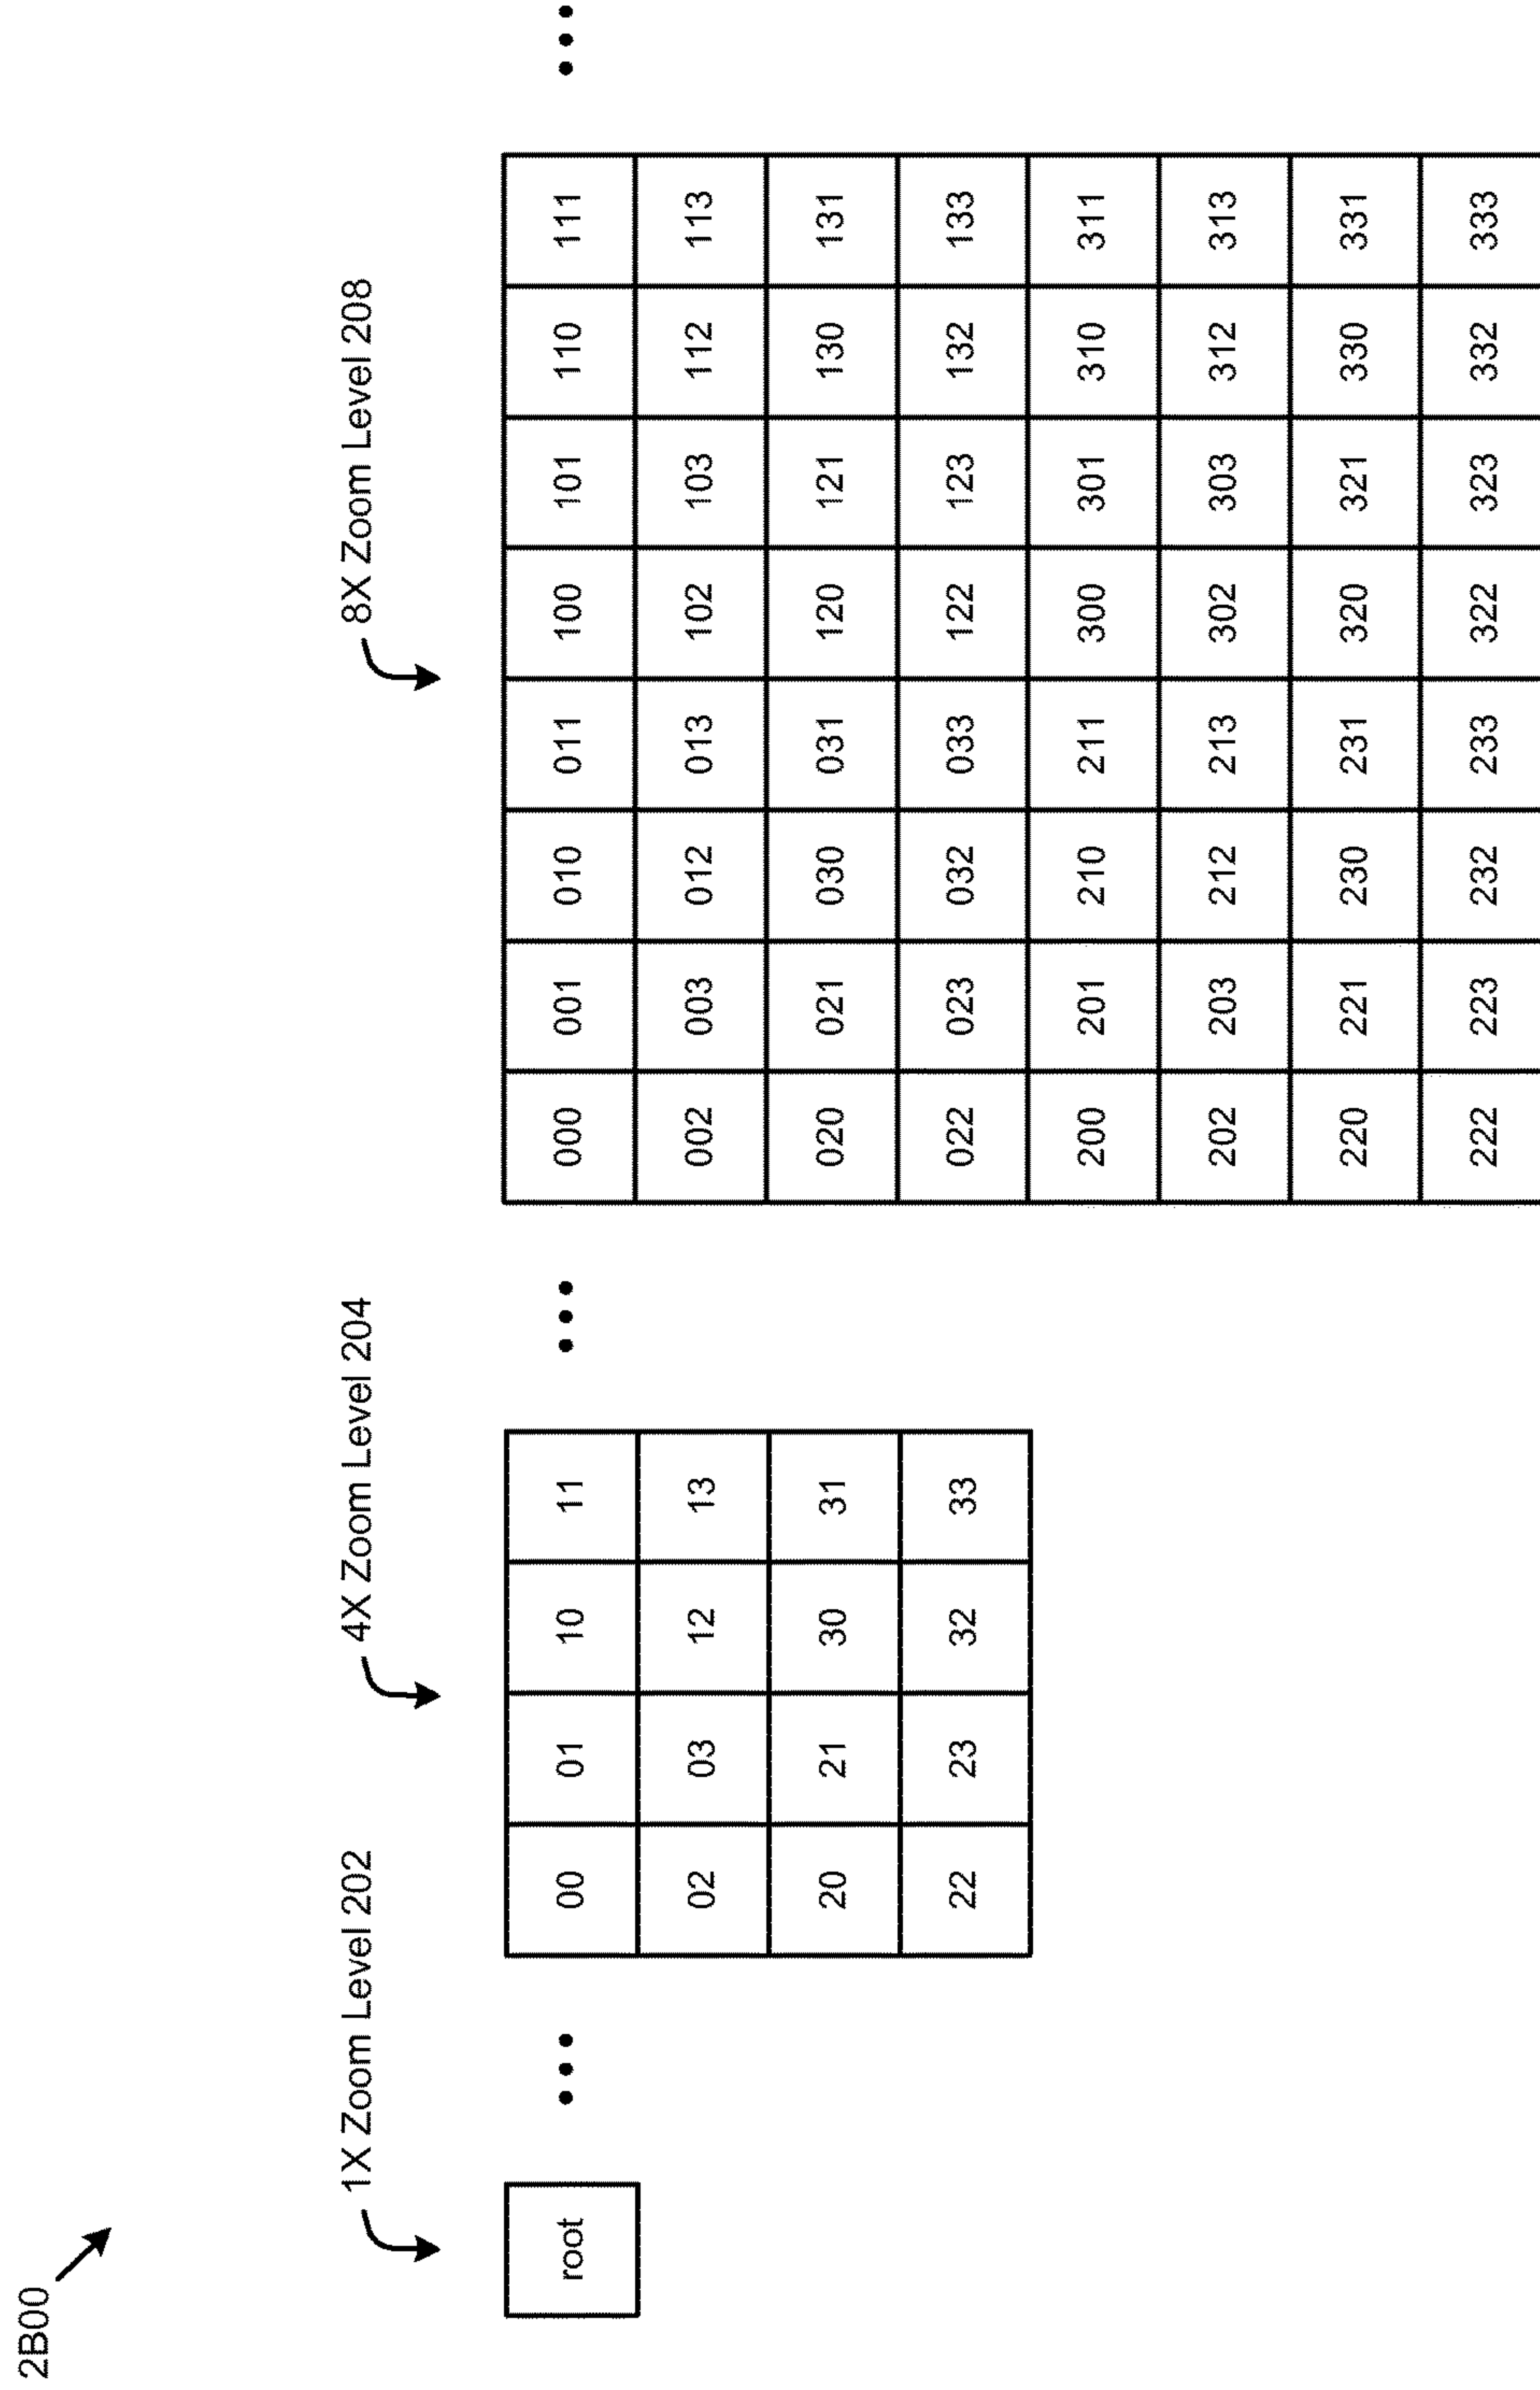 2B00
1X Zoom Level 202 4X Zoom Level 204 8X Zoom Level 208
root ••• 00 01 10 11 ••• 000 001 010 011 100 101 110 111 •••
02 03 12 13 002 003 012 013 102 103 112 113
20 21 30 31 020 021 030 031 120 121 130 131
22 23 32 33 022 023 032 033 122 123 132 133
200 201 210 211 300 301 310 311
202 203 212 213 302 303 312 313
220 221 230 231 320 321 330 331
222 223 232 233 322 323 332 333